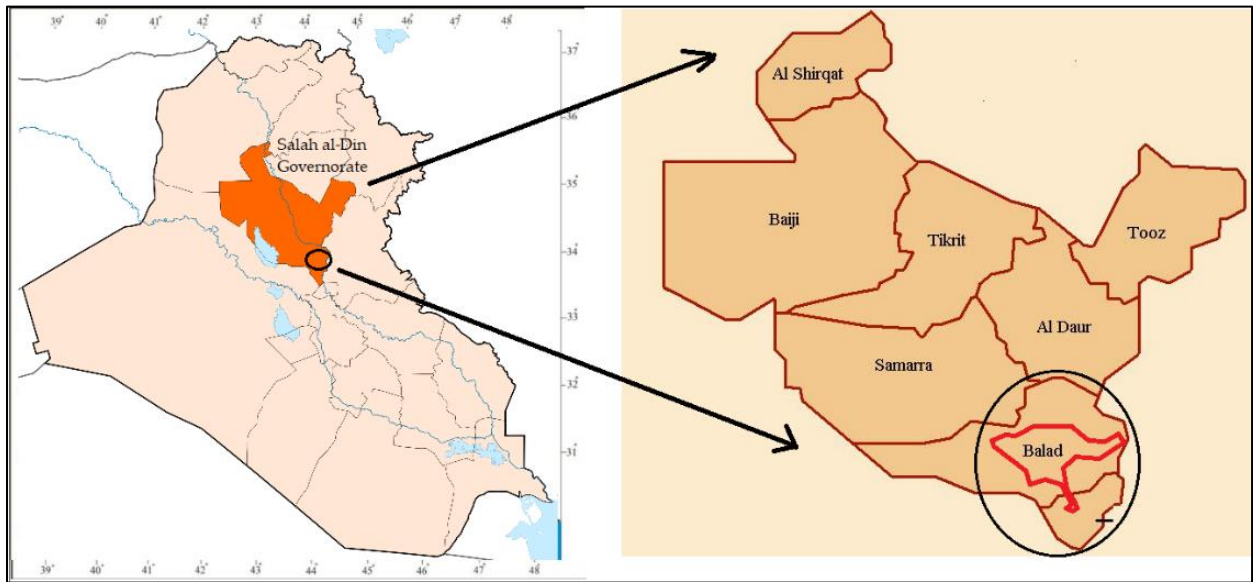 39° 40° 41° 42° 43° 44° 45° 46° 47° 48°
37°
36°
35°
34°
33°
32°
31°
Salah al-Din
Governorate
39° 40 41 42 43 44 45 46 47 48
Al Shirqat
Baiji
Tikrit
Tooz
Al Daur
Samarra
Balad